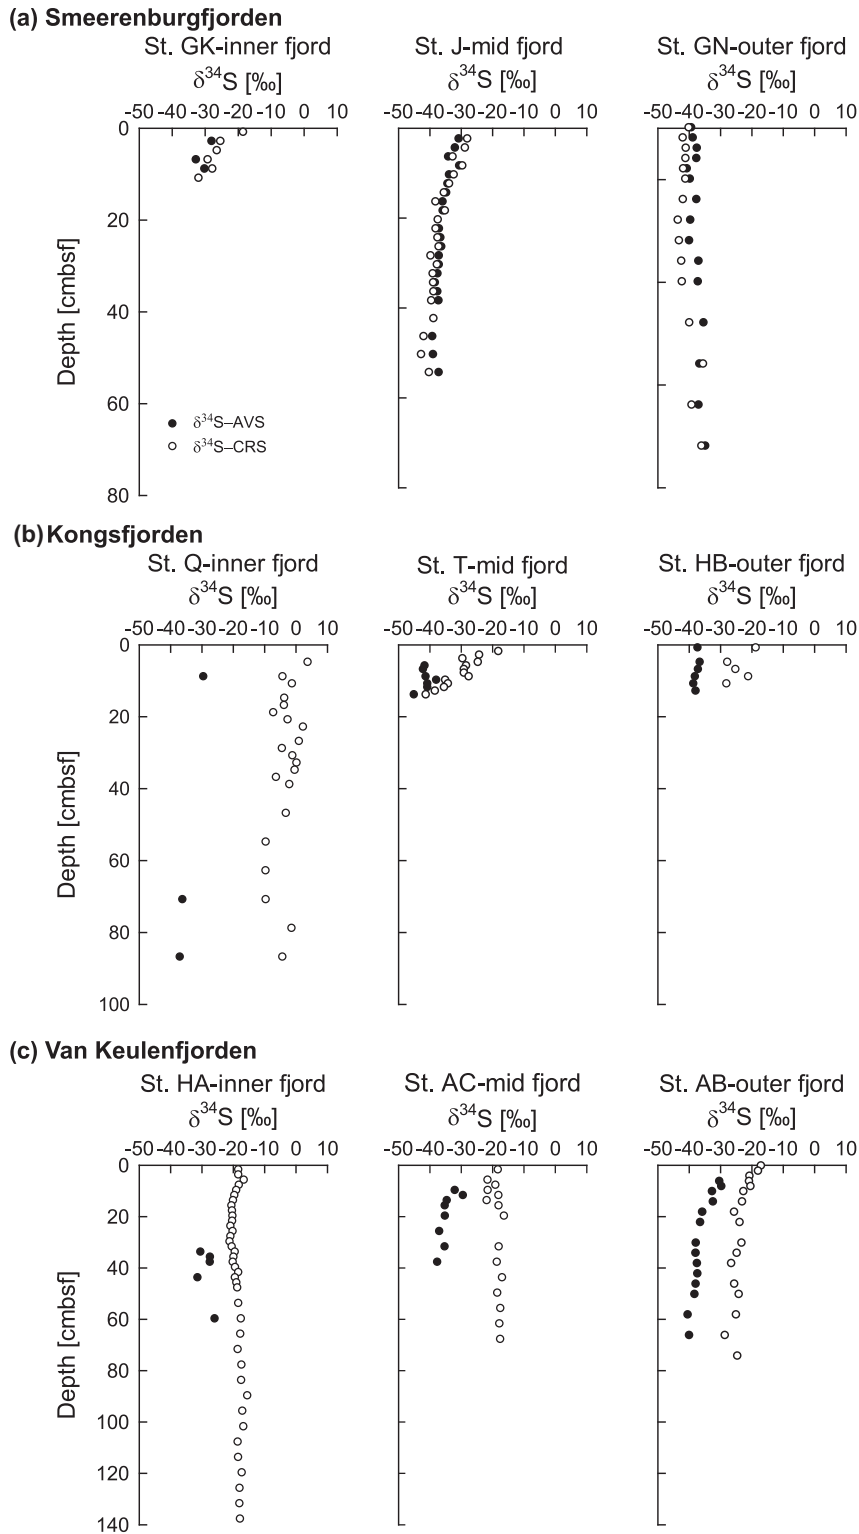 (a) Smeerenburgfjorden
St. GK-inner fjord St. J-mid fjord St. GN-outer fjord
δ³⁴S [‰] δ³⁴S [‰] δ³⁴S [‰]
-50 -40 -30 -20 -10 0 10 -50 -40 -30 -20 -10 0 10 -50 -40 -30 -20 -10 0 10
0
20
40
60
80
Depth [cmbsf]
δ³⁴S–AVS
δ³⁴S–CRS
(b) Kongsfjorden
St. Q-inner fjord St. T-mid fjord St. HB-outer fjord
δ³⁴S [‰] δ³⁴S [‰] δ³⁴S [‰]
-50 -40 -30 -20 -10 0 10 -50 -40 -30 -20 -10 0 10 -50 -40 -30 -20 -10 0 10
0
20
40
60
80
100
Depth [cmbsf]
(c) Van Keulenfjorden
St. HA-inner fjord St. AC-mid fjord St. AB-outer fjord
δ³⁴S [‰] δ³⁴S [‰] δ³⁴S [‰]
-50 -40 -30 -20 -10 0 10 -50 -40 -30 -20 -10 0 10 -50 -40 -30 -20 -10 0 10
0
20
40
60
80
100
120
140
Depth [cmbsf]